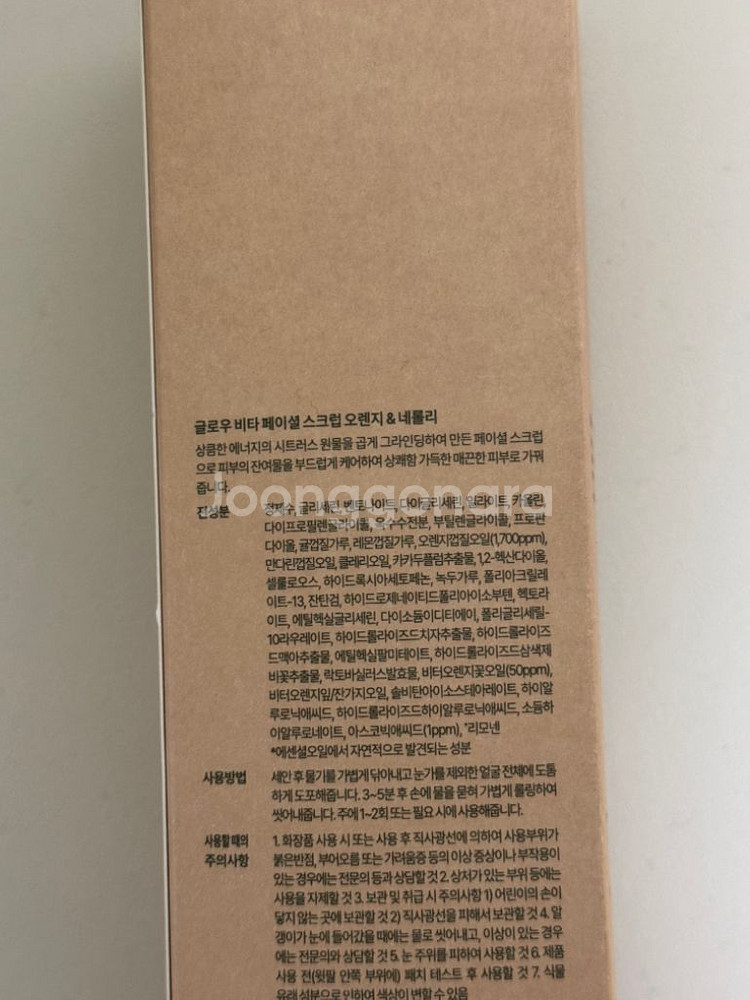 글로우 비타 페이셜 스크럽 오렌지 & 네롤리
상큼한 에너지의 시트러스 원물을 곱게 그라인딩하여 만든 페이셜 스크럽
으로 피부의 잔여물을 부드럽게 케어하여 상쾌함 가득한 매끈한 피부로 가꿔
줍니다.
Joonggonara
전성분 정제수, 글리세린, 벤토나이트, 다이글리세린, 일라이트, 카올린,
다이프로필렌글라이콜, 옥수수전분, 부틸렌글라이콜, 프로판
다이올, 귤껍질가루, 레몬껍질가루, 오렌지껍질오일(1,700ppm),
만다린껍질오일, 클레리오일, 카카두플럼추출물, 1,2-헥산다이올,
셀룰로오스, 하이드록시아세토페논, 녹두가루, 폴리아크릴레
이트-13, 잔탄검, 하이드로제네이티드폴리아이소부텐, 헥토라
이트, 에틸헥실글리세린, 다이소듐이디티에이, 폴리글리세릴-
10라우레이트, 하이드롤라이즈드치자추출물, 하이드롤라이즈
드맥아추출물, 에틸헥실팔미테이트, 하이드롤라이즈드삼색제
비꽃추출물, 락토바실러스발효물, 비터오렌지꽃오일(50ppm),
비터오렌지잎/잔가지오일, 솔비탄아이소스테아레이트, 하이알
루로닉애씨드, 하이드롤라이즈드하이알루로닉애씨드, 소듐하
이알루로네이트, 아스코빅애씨드(1ppm), *리모넨
*에센셜오일에서 자연적으로 발견되는 성분
사용방법 세안 후 물기를 가볍게 닦아내고 눈가를 제외한 얼굴 전체에 도톰
하게 도포해줍니다. 3~5분 후 손에 물을 묻혀 가볍게 롤링하여
씻어내줍니다. 주에 1~2회 또는 필요 시에 사용해줍니다.
사용할 때의 1. 화장품 사용 시 또는 사용 후 직사광선에 의하여 사용부위가
주의사항 붉은반점, 부어오름 또는 가려움증 등의 이상 증상이나 부작용이
있는 경우에는 전문의 등과 상담할 것 2. 상처가 있는 부위 등에는
사용을 자제할 것 3. 보관 및 취급 시 주의사항 1) 어린이의 손이
닿지 않는 곳에 보관할 것 2) 직사광선을 피해서 보관할 것 4. 알
갱이가 눈에 들어갔을 때에는 물로 씻어내고, 이상이 있는 경우
에는 전문의와 상담할 것 5. 눈 주위를 피하여 사용할 것 6. 제품
사용 전(윗팔 안쪽 부위에) 패치 테스트 후 사용할 것 7. 식물
유래 성분으로 인하여 색상이 변할 수 있음